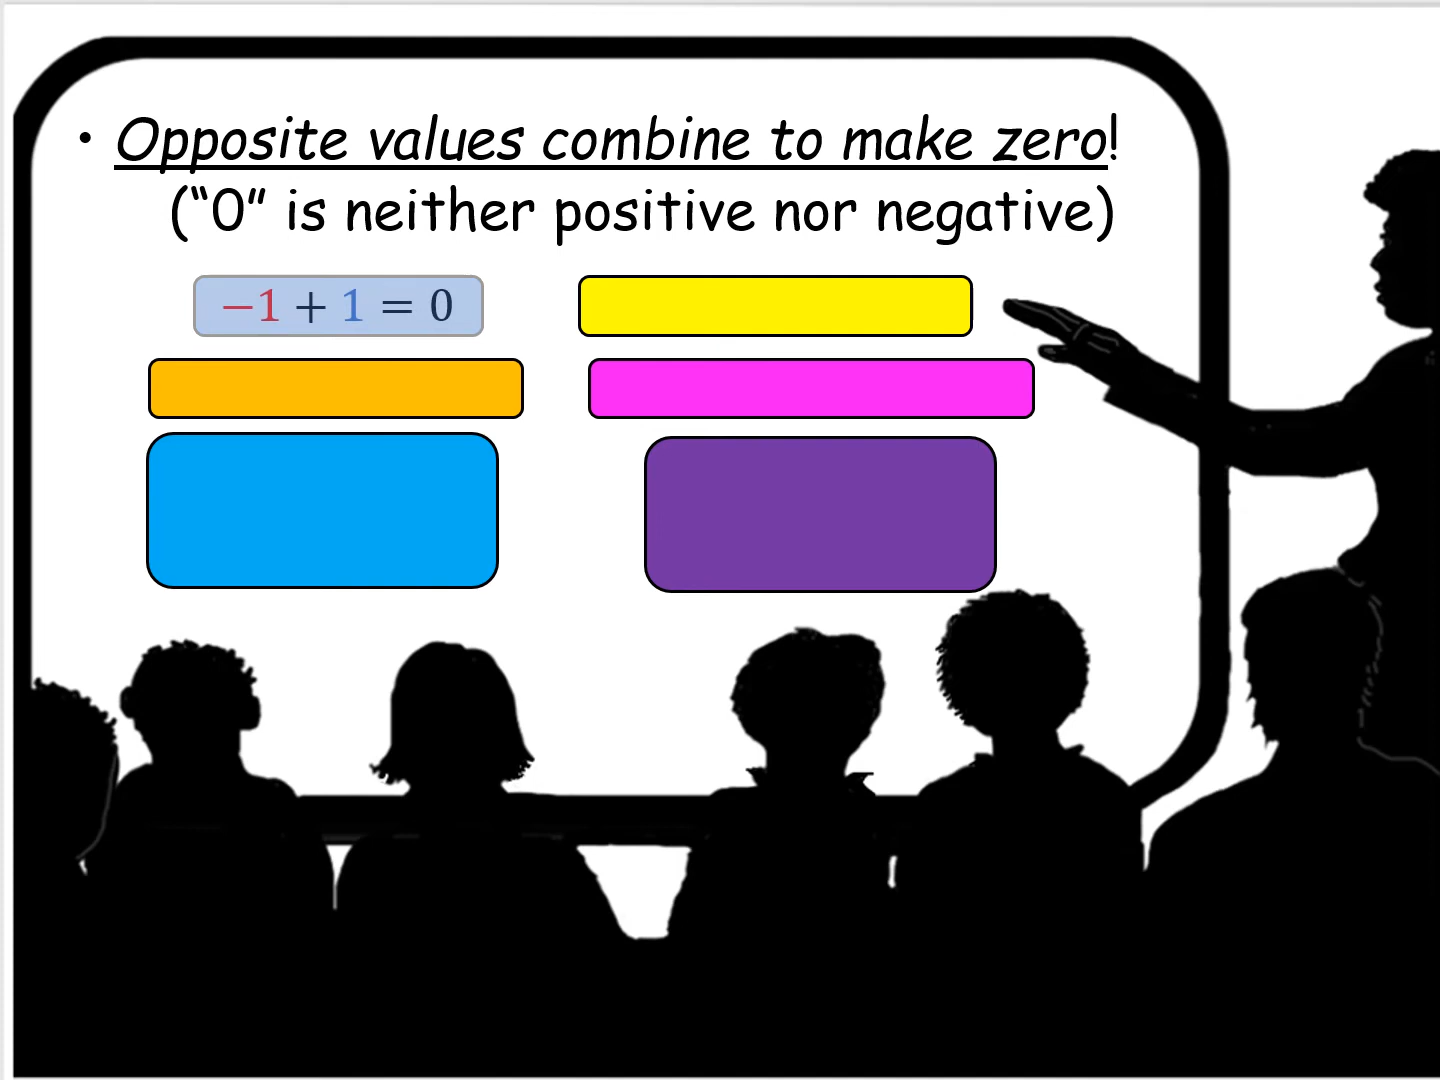 • Opposite values combine to make zero!
(“0” is neither positive nor negative)
−1 + 1 = 0